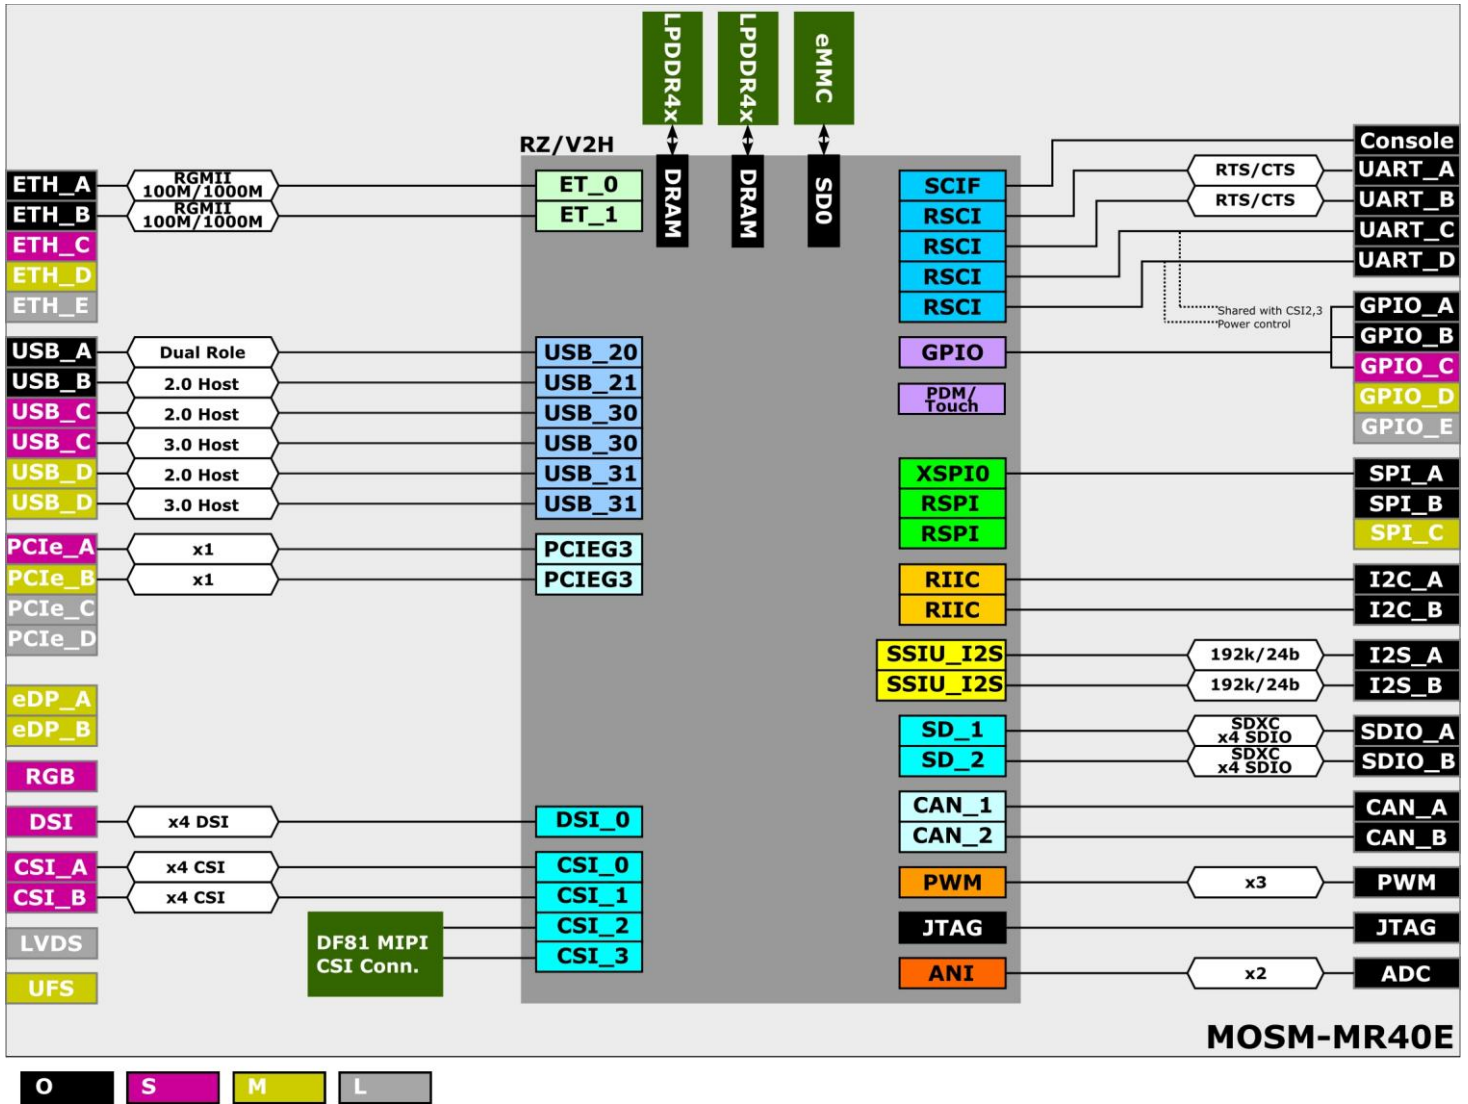 LPDDR4x
LPDDR4x
eMMC
RZ/V2H
DRAM
DRAM
SD0
ETH_A
RGMII
100M/1000M
ET_0
ETH_B
RGMII
100M/1000M
ET_1
ETH_C
ETH_D
ETH_E
USB_A
Dual Role
USB_20
USB_B
2.0 Host
USB_21
USB_C
2.0 Host
USB_30
USB_C
3.0 Host
USB_30
USB_D
2.0 Host
USB_31
USB_D
3.0 Host
USB_31
PCIe_A
x1
PCIEG3
PCIe_B
x1
PCIEG3
PCIe_C
PCIe_D
eDP_A
eDP_B
RGB
DSI
x4 DSI
DSI_0
CSI_A
x4 CSI
CSI_0
CSI_B
x4 CSI
CSI_1
DF81 MIPI
CSI Conn.
CSI_2
CSI_3
LVDS
UFS
SCIF
Console
RSCI
RTS/CTS
UART_A
RSCI
RTS/CTS
UART_B
RSCI
UART_C
RSCI
UART_D
Shared with CSI2,3
Power control
GPIO
GPIO_A
GPIO_B
GPIO_C
GPIO_D
GPIO_E
PDM/
Touch
XSPI0
SPI_A
RSPI
SPI_B
RSPI
SPI_C
RIIC
I2C_A
RIIC
I2C_B
SSIU_I2S
192k/24b
I2S_A
SSIU_I2S
192k/24b
I2S_B
SD_1
SDXC
x4 SDIO
SDIO_A
SD_2
SDXC
x4 SDIO
SDIO_B
CAN_1
CAN_A
CAN_2
CAN_B
PWM
x3
PWM
JTAG
JTAG
ANI
x2
ADC
MOSM-MR40E
O
S
M
L